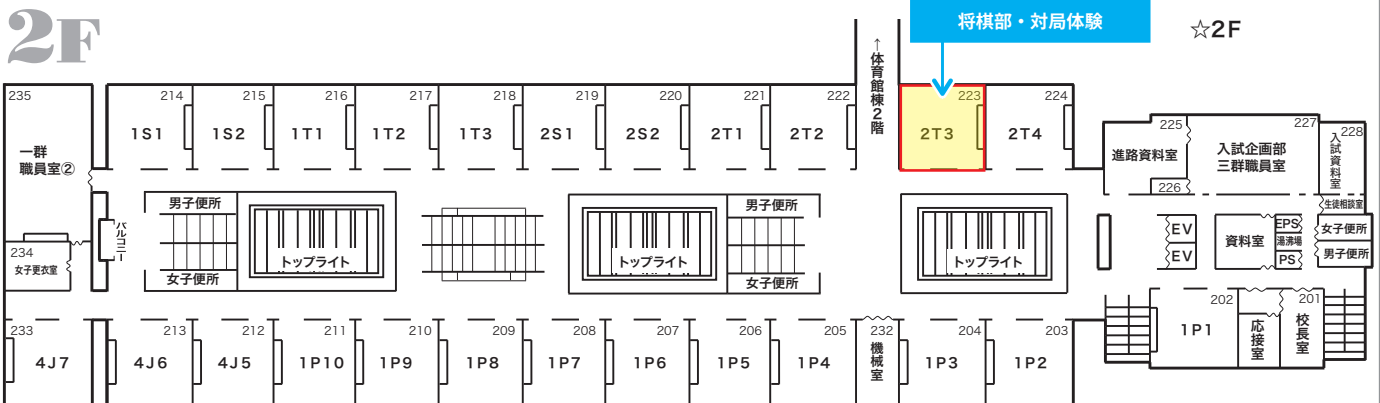 2F
将棋部・対局体験
☆2F
↑体育館棟2階
235
一群
職員室②
214
1S1
215
1S2
216
1T1
217
1T2
218
1T3
219
2S1
220
2S2
221
2T1
222
2T2
223
2T3
224
2T4
225
進路資料室
226
227
入試企画部
三群職員室
228
入試資料室
生徒相談室
バルコニー
男子便所
女子便所
トップライト
トップライト
男子便所
女子便所
トップライト
EV
EV
資料室
EPS
湯沸場
PS
女子便所
男子便所
234
女子更衣室
233
4J7
213
4J6
212
4J5
211
1P10
210
1P9
209
1P8
208
1P7
207
1P6
206
1P5
205
1P4
232
機械室
204
1P3
203
1P2
202
1P1
応接室
201
校長室